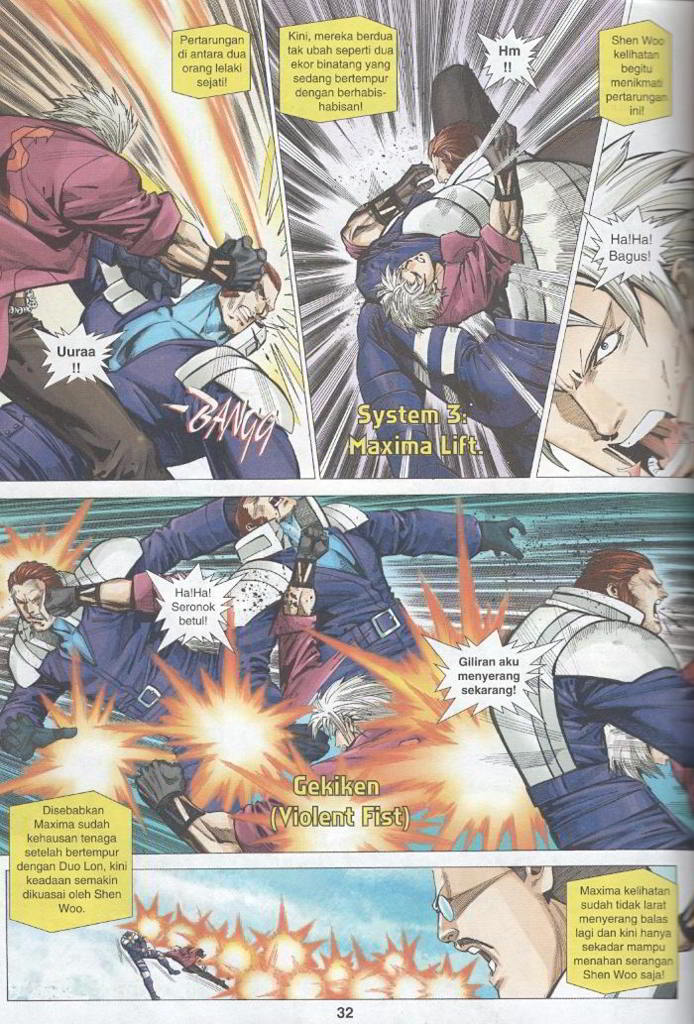 Pertarungan
di antara dua
orang lelaki
sejati!
Kini, mereka berdua
tak ubah seperti dua
ekor binatang yang
sedang bertempur
dengan berhabis-
habisan!
Hm
!!
Shen Woo
kelihatan
begitu
menikmati
pertarungan
ini!
Ha!Ha!
Bagus!
Uuraa
!!
BANGG
System 3:
Maxima Lift.
Ha!Ha!
Seronok
betul!
Giliran aku
menyerang
sekarang!
Gekiken
(Violent Fist)
Disebabkan
Maxima sudah
kehausan tenaga
setelah bertempur
dengan Duo Lon, kini
keadaan semakin
dikuasai oleh Shen
Woo.
Maxima kelihatan
sudah tidak larat
menyerang balas
lagi dan kini hanya
sekadar mampu
menahan serangan
Shen Woo saja!
32